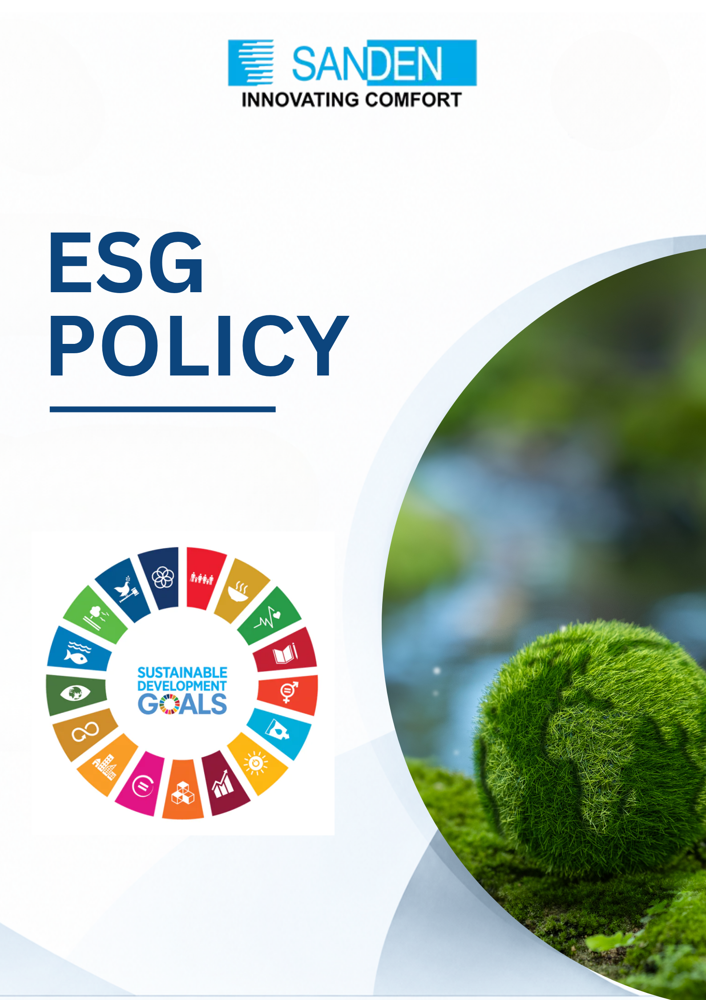 SANDEN
INNOVATING COMFORT
ESG
POLICY
SUSTAINABLE
DEVELOPMENT
GOALS